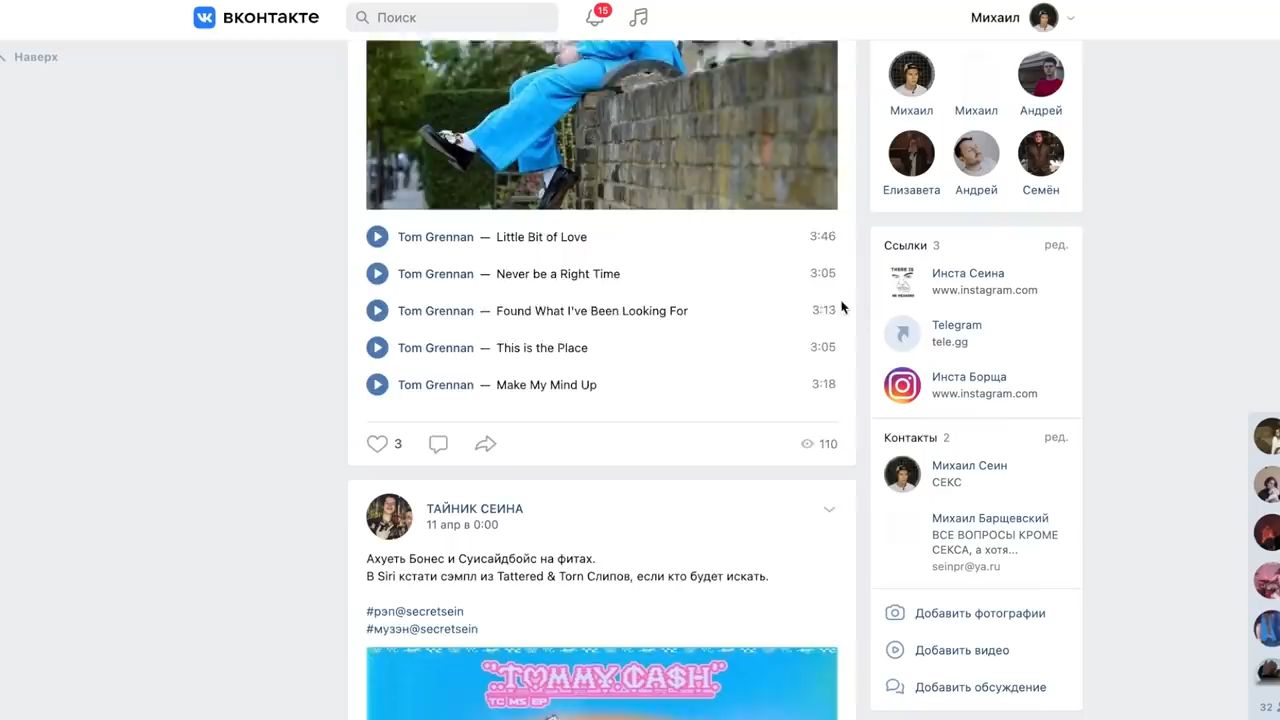 вконтакте
Поиск
15
Михаил
Наверх
Tom Grennan — Little Bit of Love 3:46
Tom Grennan — Never be a Right Time 3:05
Tom Grennan — Found What I've Been Looking For 3:13
Tom Grennan — This is the Place 3:05
Tom Grennan — Make My Mind Up 3:18
3
110
ТАЙНИК СЕИНА
11 апр в 0:00
Ахуеть Бонес и Суисайдбойс на фитах.
В Siri кстати сэмпл из Tattered & Torn Слипов, если кто будет искать.
#рэп@secretsein
#музэн@secretsein
TOMMY CA$H
Михаил Михаил Андрей
Елизавета Андрей Семён
Ссылки 3 ред.
THERE IS
Инста Сеина
www.instagram.com
Telegram
tele.gg
Инста Борща
www.instagram.com
Контакты 2 ред.
Михаил Сеин
СЕКС
Михаил Барщевский
ВСЕ ВОПРОСЫ КРОМЕ
СЕКСА, а хотя...
seinpr@ya.ru
Добавить фотографии
Добавить видео
Добавить обсуждение
32